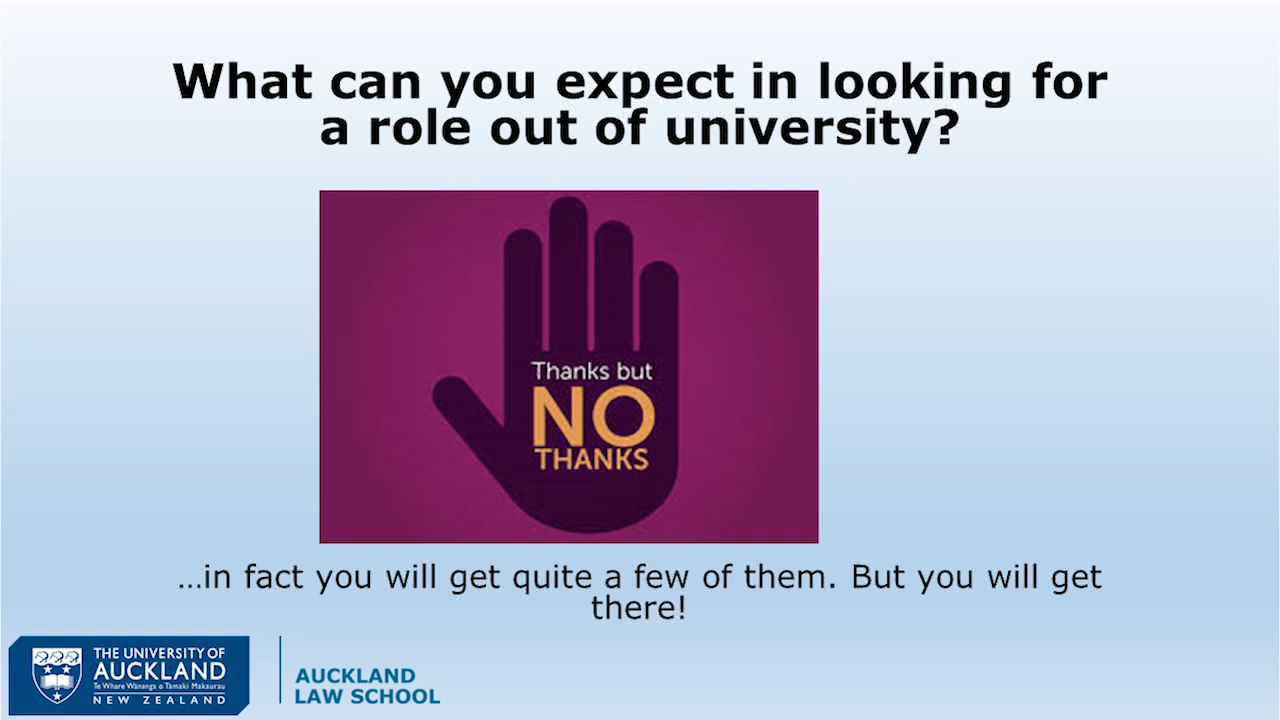 What can you expect in looking for
a role out of university?
Thanks but
NO
THANKS
…in fact you will get quite a few of them. But you will get
there!
THE UNIVERSITY OF
AUCKLAND
Te Whare Wānanga o Tāmaki Makaurau
NEW ZEALAND
AUCKLAND
LAW SCHOOL